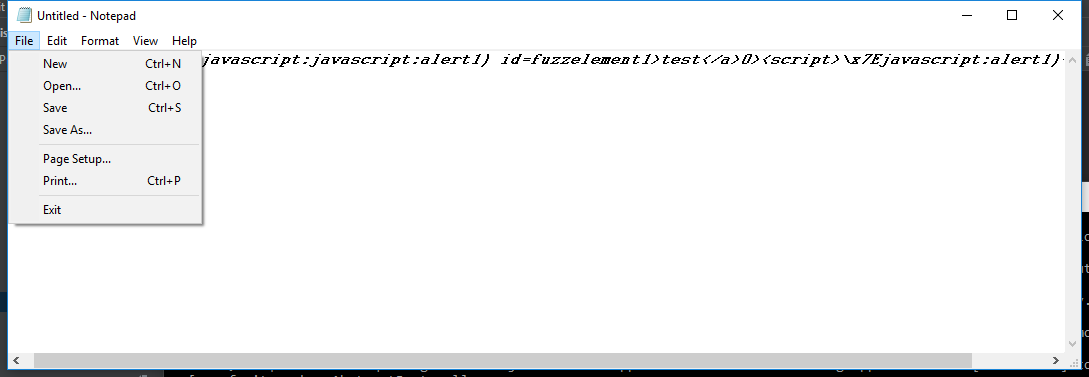 Untitled - Notepad
File Edit Format View Help
javascript:javascript:alert1) id=fuzzelement1>test</a>0><script>\x7Ejavascript:alert1)
New Ctrl+N
Open... Ctrl+O
Save Ctrl+S
Save As...
Page Setup...
Print... Ctrl+P
Exit